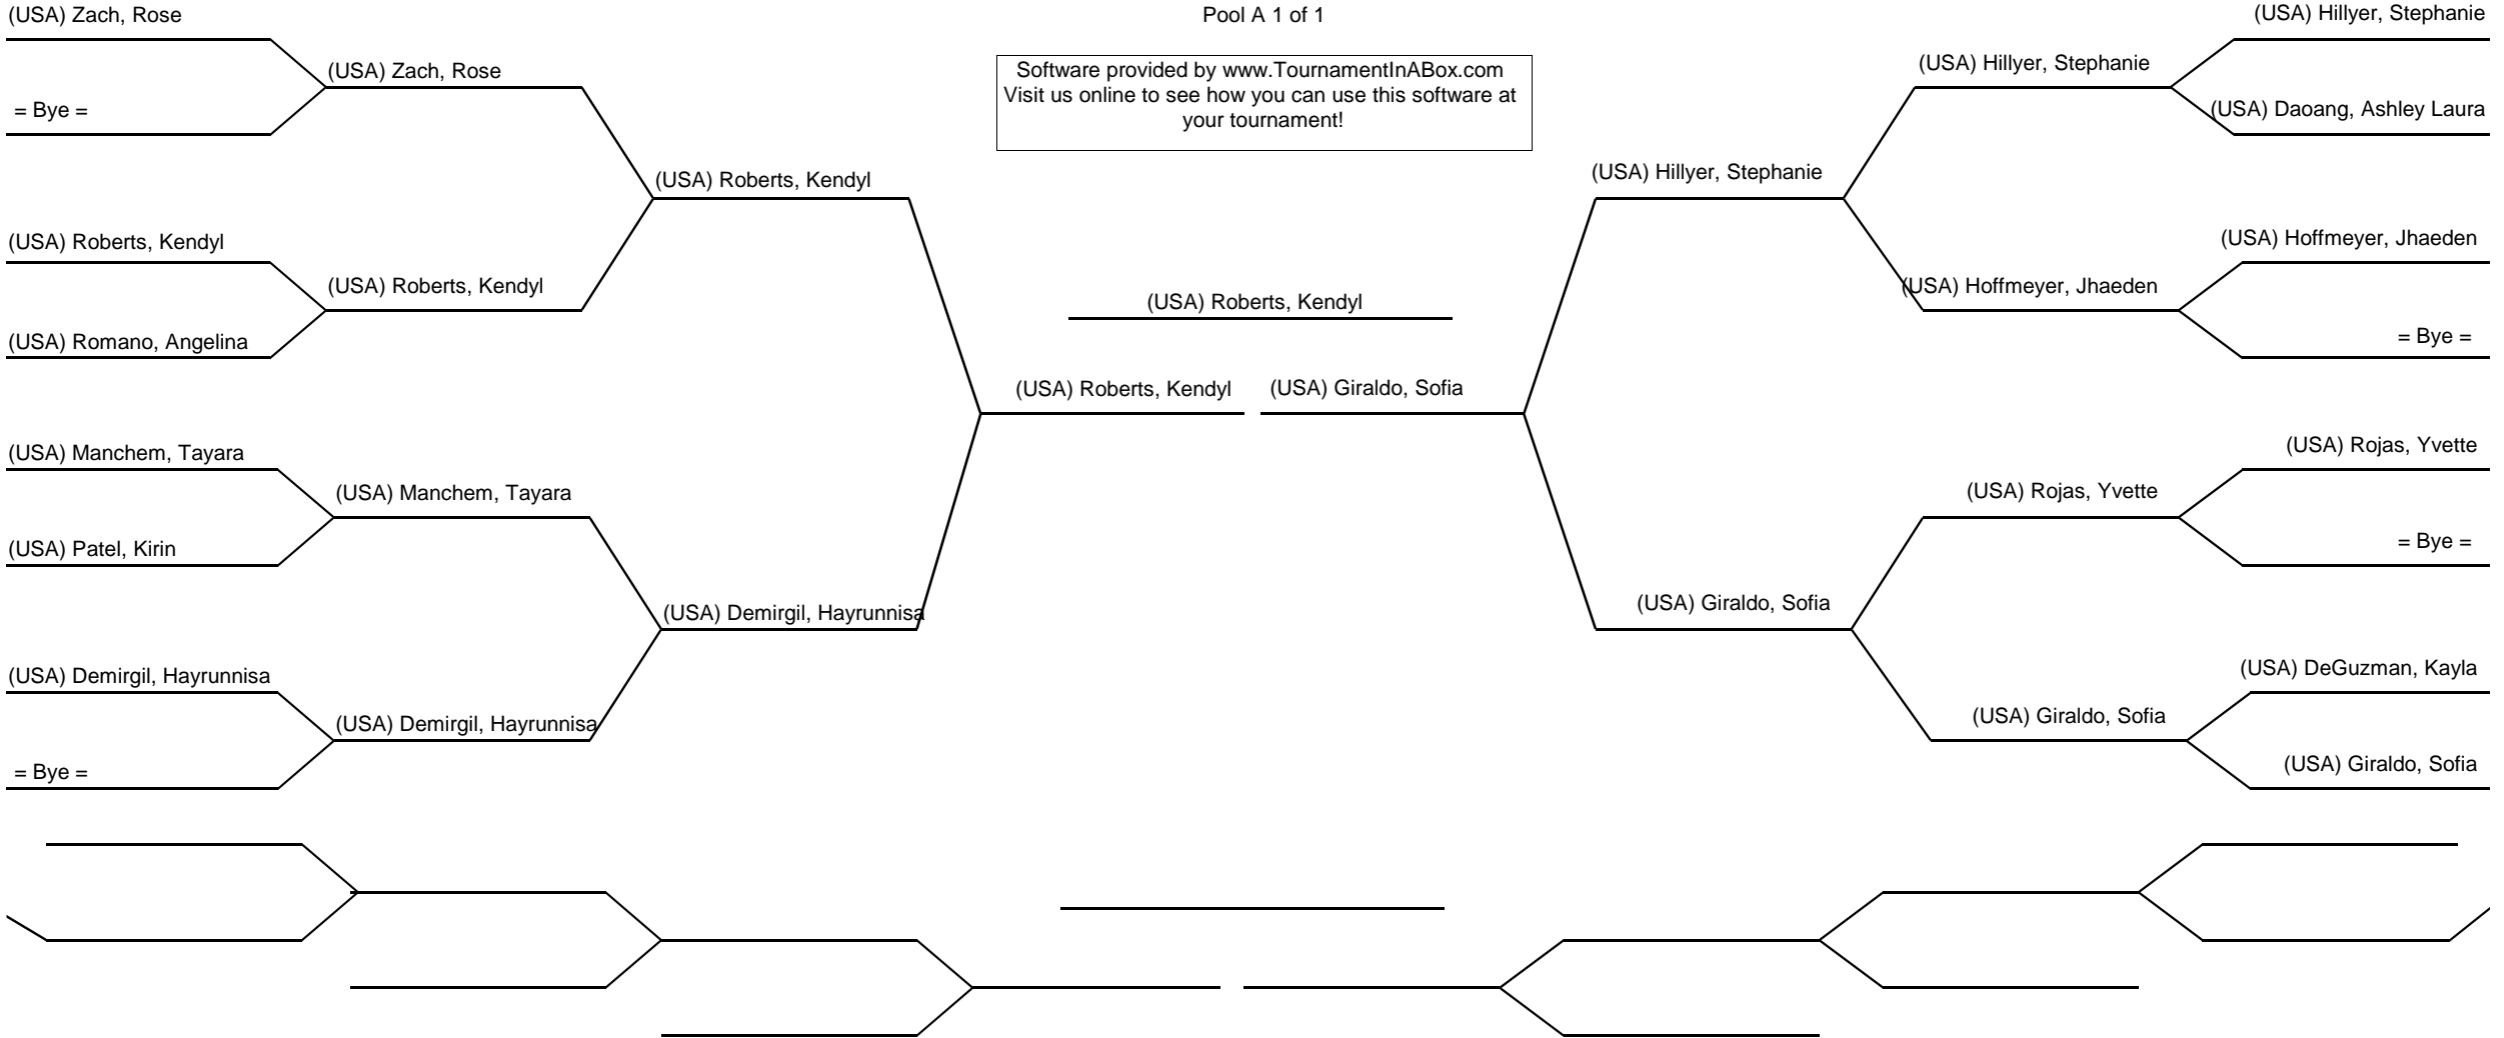 (USA) Zach, Rose
= Bye =
(USA) Roberts, Kendyl
(USA) Romano, Angelina
(USA) Manchem, Tayara
(USA) Patel, Kirin
(USA) Demirgil, Hayrunnisa
= Bye =
(USA) Zach, Rose
(USA) Roberts, Kendyl
(USA) Manchem, Tayara
(USA) Demirgil, Hayrunnisa
(USA) Roberts, Kendyl
(USA) Demirgil, Hayrunnisa
Pool A 1 of 1
Software provided by www.TournamentInABox.com
Visit us online to see how you can use this software at
your tournament!
(USA) Roberts, Kendyl
(USA) Roberts, Kendyl
(USA) Giraldo, Sofia
(USA) Hillyer, Stephanie
(USA) Giraldo, Sofia
(USA) Hillyer, Stephanie
(USA) Hoffmeyer, Jhaeden
(USA) Rojas, Yvette
(USA) Giraldo, Sofia
(USA) Hillyer, Stephanie
(USA) Daoang, Ashley Laura
(USA) Hoffmeyer, Jhaeden
= Bye =
(USA) Rojas, Yvette
= Bye =
(USA) DeGuzman, Kayla
(USA) Giraldo, Sofia